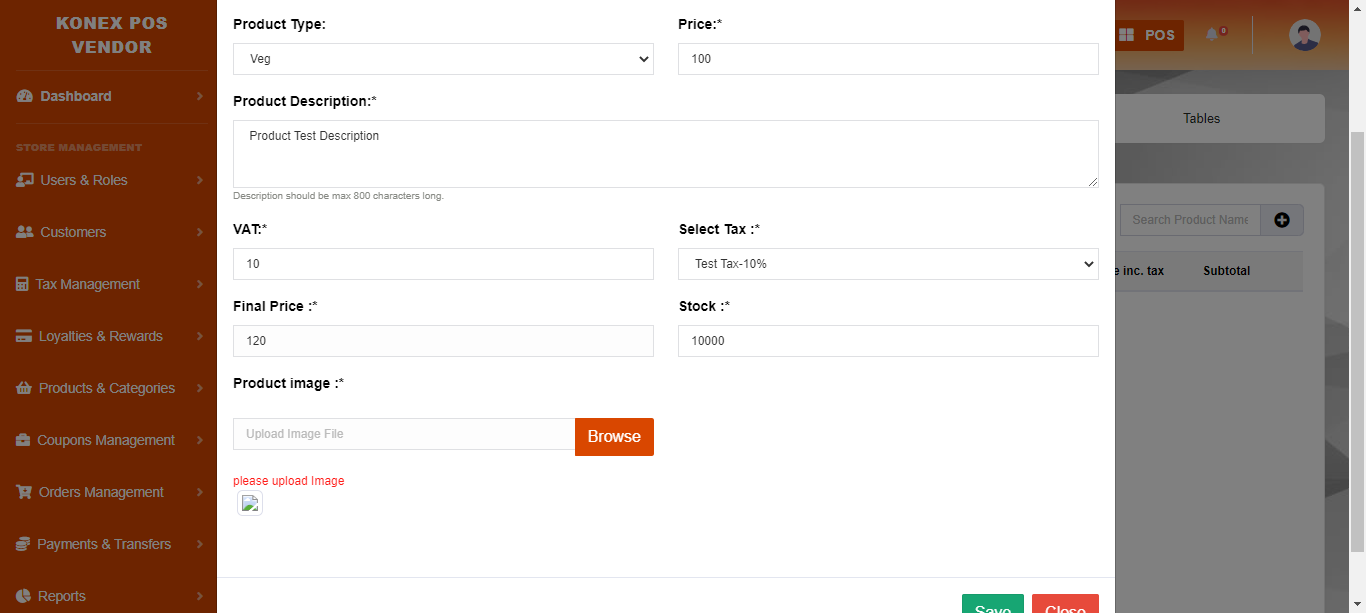 KONEX POS
VENDOR
Dashboard
STORE MANAGEMENT
Users & Roles
Customers
Tax Management
Loyalties & Rewards
Products & Categories
Coupons Management
Orders Management
Payments & Transfers
Reports
Product Type:
Price:*
Veg
100
Product Description:*
Product Test Description
Description should be max 800 characters long.
VAT:*
Select Tax :*
10
Test Tax-10%
Final Price :*
Stock :*
120
10000
Product image :*
Upload Image File
Browse
please upload Image
Save
Close
POS
0
Tables
Search Product Name
inc. tax
Subtotal